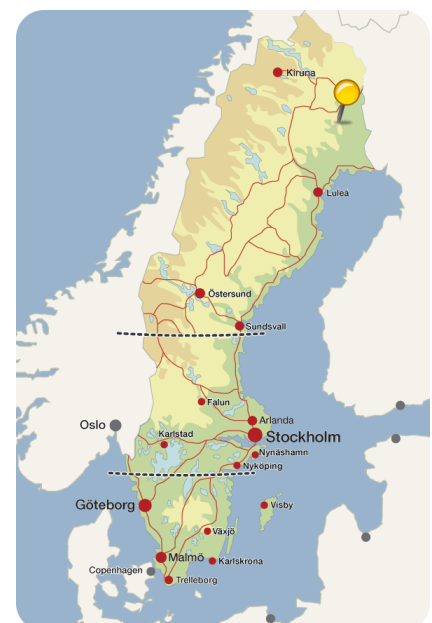 Kiruna
Luleå
Östersund
Sundsvall
Falun
Arlanda
Oslo
Karlstad
Stockholm
Nynäshamn
Nyköping
Göteborg
Visby
Växjö
Malmö
Karlskrona
Copenhagen
Trelleborg